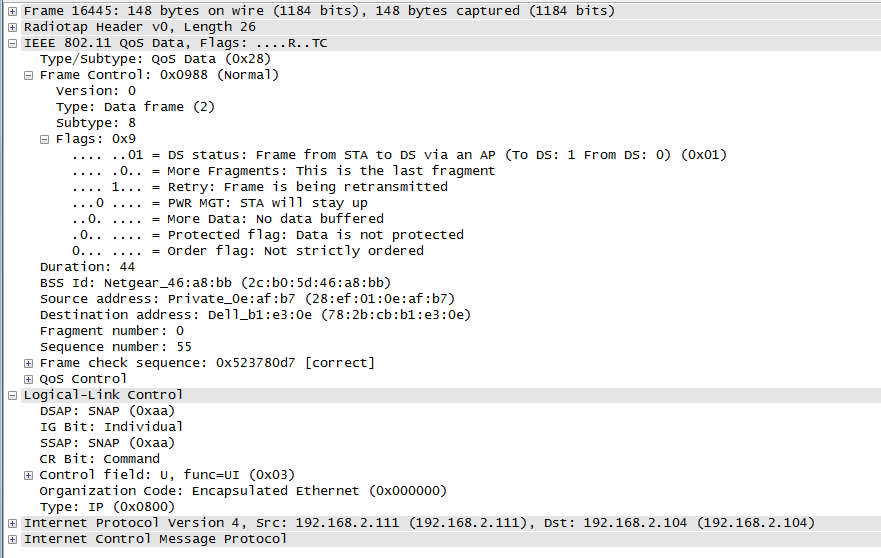 Frame 16445: 148 bytes on wire (1184 bits), 148 bytes captured (1184 bits)
Radiotap Header v0, Length 26
IEEE 802.11 QoS Data, Flags: ....R..TC
Type/Subtype: QoS Data (0x28)
Frame Control: 0x0988 (Normal)
Version: 0
Type: Data frame (2)
Subtype: 8
Flags: 0x9
.... ..01 = DS status: Frame from STA to DS via an AP (To DS: 1 From DS: 0) (0x01)
.... .0.. = More Fragments: This is the last fragment
.... 1... = Retry: Frame is being retransmitted
...0 .... = PWR MGT: STA will stay up
..0. .... = More Data: No data buffered
.0.. .... = Protected flag: Data is not protected
0... .... = Order flag: Not strictly ordered
Duration: 44
BSS Id: Netgear_46:a8:bb (2c:b0:5d:46:a8:bb)
Source address: Private_0e:af:b7 (28:ef:01:0e:af:b7)
Destination address: Dell_b1:e3:0e (78:2b:cb:b1:e3:0e)
Fragment number: 0
Sequence number: 55
Frame check sequence: 0x523780d7 [correct]
QoS Control
Logical-Link Control
DSAP: SNAP (0xaa)
IG Bit: Individual
SSAP: SNAP (0xaa)
CR Bit: Command
Control field: U, func=UI (0x03)
Organization Code: Encapsulated Ethernet (0x000000)
Type: IP (0x0800)
Internet Protocol Version 4, Src: 192.168.2.111 (192.168.2.111), Dst: 192.168.2.104 (192.168.2.104)
Internet Control Message Protocol